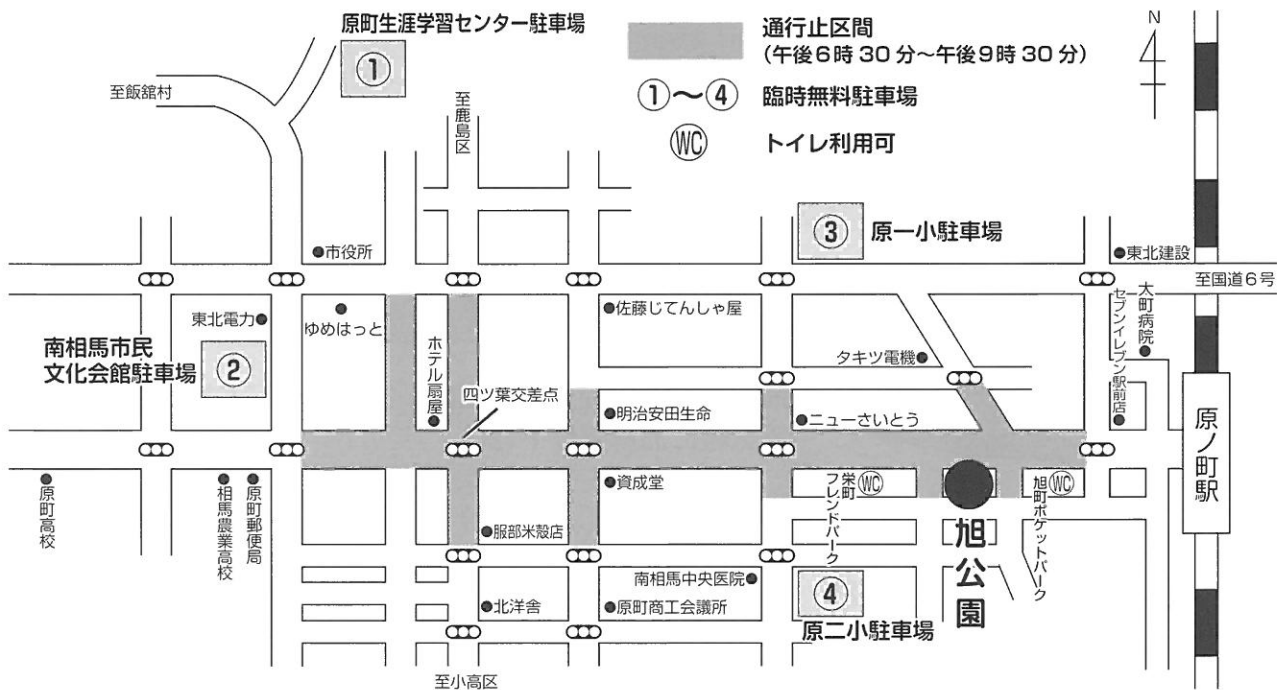 原町生涯学習センター駐車場
①
至飯舘村
至鹿島区
通行止区間
(午後6時30分～午後9時30分)
①～④ 臨時無料駐車場
WC トイレ利用可
N
③ 原一小駐車場
市役所
東北建設
至国道6号
東北電力
ゆめはっと
佐藤じてんしゃ屋
大町病院
セブンイレブン駅前店
南相馬市民
文化会館駐車場
②
ホテル扇屋
四ツ葉交差点
タキツ電機
明治安田生命
ニューさいとう
原ノ町駅
原町高校
相馬農業高校
原町郵便局
資成堂
栄町
フレンドパーク
WC
旭公園
旭町ポケットパーク
WC
服部米殻店
南相馬中央医院
北洋舎
原町商工会議所
④
原二小駐車場
至小高区